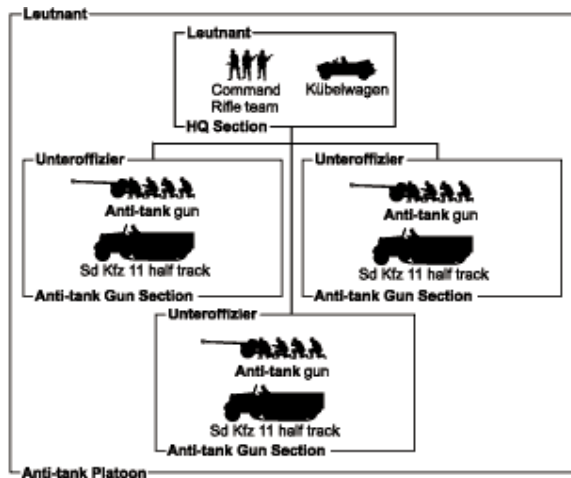 Leutnant
Leutnant
Command
Rifle team
Kübelwagen
HQ Section
Unteroffizier
Anti-tank gun
Sd Kfz 11 half track
Anti-tank Gun Section
Unteroffizier
Anti-tank gun
Sd Kfz 11 half track
Anti-tank Gun Section
Unteroffizier
Anti-tank gun
Sd Kfz 11 half track
Anti-tank Gun Section
Anti-tank Platoon